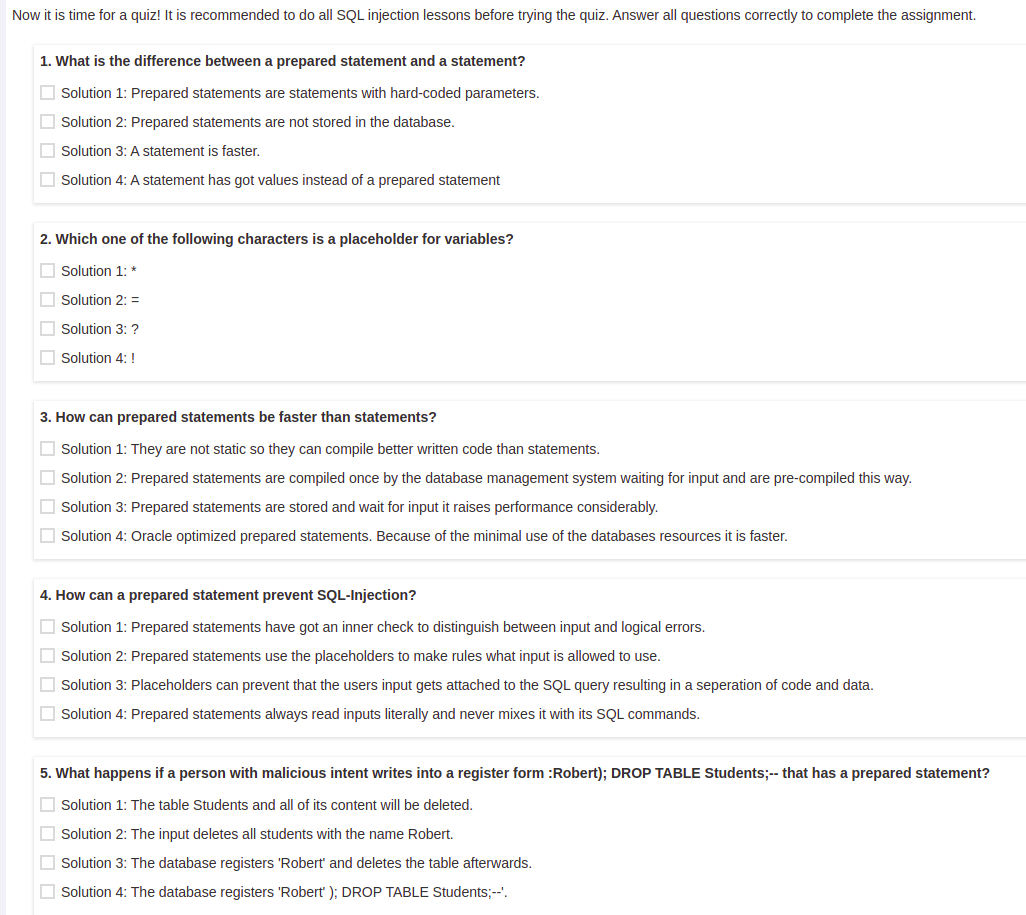 Now it is time for a quiz! It is recommended to do all SQL injection lessons before trying the quiz. Answer all questions correctly to complete the assignment.
1. What is the difference between a prepared statement and a statement?
Solution 1: Prepared statements are statements with hard-coded parameters.
Solution 2: Prepared statements are not stored in the database.
Solution 3: A statement is faster.
Solution 4: A statement has got values instead of a prepared statement
2. Which one of the following characters is a placeholder for variables?
Solution 1: *
Solution 2: =
Solution 3: ?
Solution 4: !
3. How can prepared statements be faster than statements?
Solution 1: They are not static so they can compile better written code than statements.
Solution 2: Prepared statements are compiled once by the database management system waiting for input and are pre-compiled this way.
Solution 3: Prepared statements are stored and wait for input it raises performance considerably.
Solution 4: Oracle optimized prepared statements. Because of the minimal use of the databases resources it is faster.
4. How can a prepared statement prevent SQL-Injection?
Solution 1: Prepared statements have got an inner check to distinguish between input and logical errors.
Solution 2: Prepared statements use the placeholders to make rules what input is allowed to use.
Solution 3: Placeholders can prevent that the users input gets attached to the SQL query resulting in a seperation of code and data.
Solution 4: Prepared statements always read inputs literally and never mixes it with its SQL commands.
5. What happens if a person with malicious intent writes into a register form :Robert); DROP TABLE Students;-- that has a prepared statement?
Solution 1: The table Students and all of its content will be deleted.
Solution 2: The input deletes all students with the name Robert.
Solution 3: The database registers 'Robert' and deletes the table afterwards.
Solution 4: The database registers 'Robert' ); DROP TABLE Students;--'.